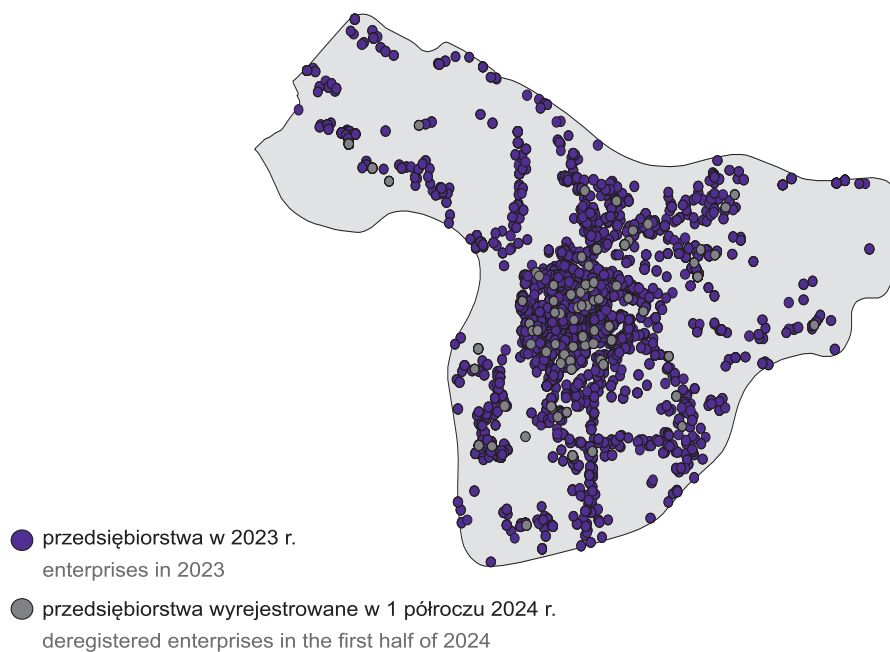 przedsiębiorstwa w 2023 r.
enterprises in 2023
przedsiębiorstwa wyrejestrowane w 1 półroczu 2024 r.
deregistered enterprises in the first half of 2024